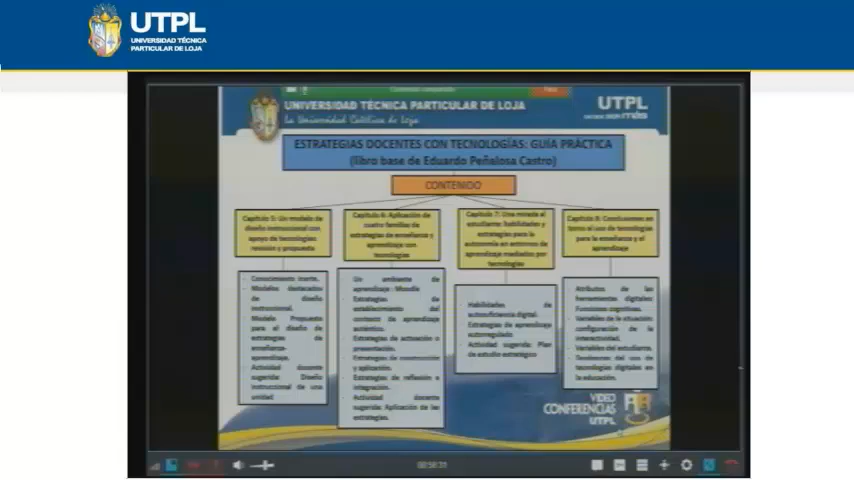 UTPL
UNIVERSIDAD TÉCNICA
PARTICULAR DE LOJA
UNIVERSIDAD TÉCNICA PARTICULAR DE LOJA
La Universidad Católica de Loja
UTPL
más
ESTRATEGIAS DOCENTES CON TECNOLOGÍAS: GUÍA PRÁCTICA
(libro base de Eduardo Peñalosa Castro)
CONTENIDO
Capítulo 5: Un modelo de
diseño instruccional con
apoyo de tecnologías:
revisión y propuesta
Conocimiento inerte.
Modelos destacados
de diseño
instruccional.
Modelo Propuesto
para el diseño de
estrategias de
enseñanza-
aprendizaje.
Actividad docente
sugerida: Diseño
instruccional de una
unidad
Capítulo 6: Aplicación de
cuatro familias de
estrategias de enseñanza y
aprendizaje con
tecnologías
Un ambiente de
aprendizaje: Moodle
Estrategias de
establecimiento del
contexto de aprendizaje
auténtico.
Estrategias de actuación o
presentación.
Estrategias de construcción
y aplicación.
Estrategias de reflexión e
integración.
Actividad docente
sugerida: Aplicación de las
estrategias.
Capítulo 7: Una mirada al
estudiante: habilidades y
estrategias para la
autonomía en entornos de
aprendizaje mediados por
tecnologías
Habilidades de
autosuficiencia digital.
Estrategias de aprendizaje
autorregulado
Actividad sugerida: Plan
de estudio estratégico
Capítulo 8: Conclusiones en
torno al uso de tecnologías
para la enseñanza y el
aprendizaje
Atributos de las
herramientas digitales:
Funciones cognitivas.
Variables de la situación:
configuración de la
interactividad.
Variables del estudiante.
Tendencias del uso de
tecnologías digitales en
la educación.
VIDEO
CONFERENCIAS
UTPL
00:56:31